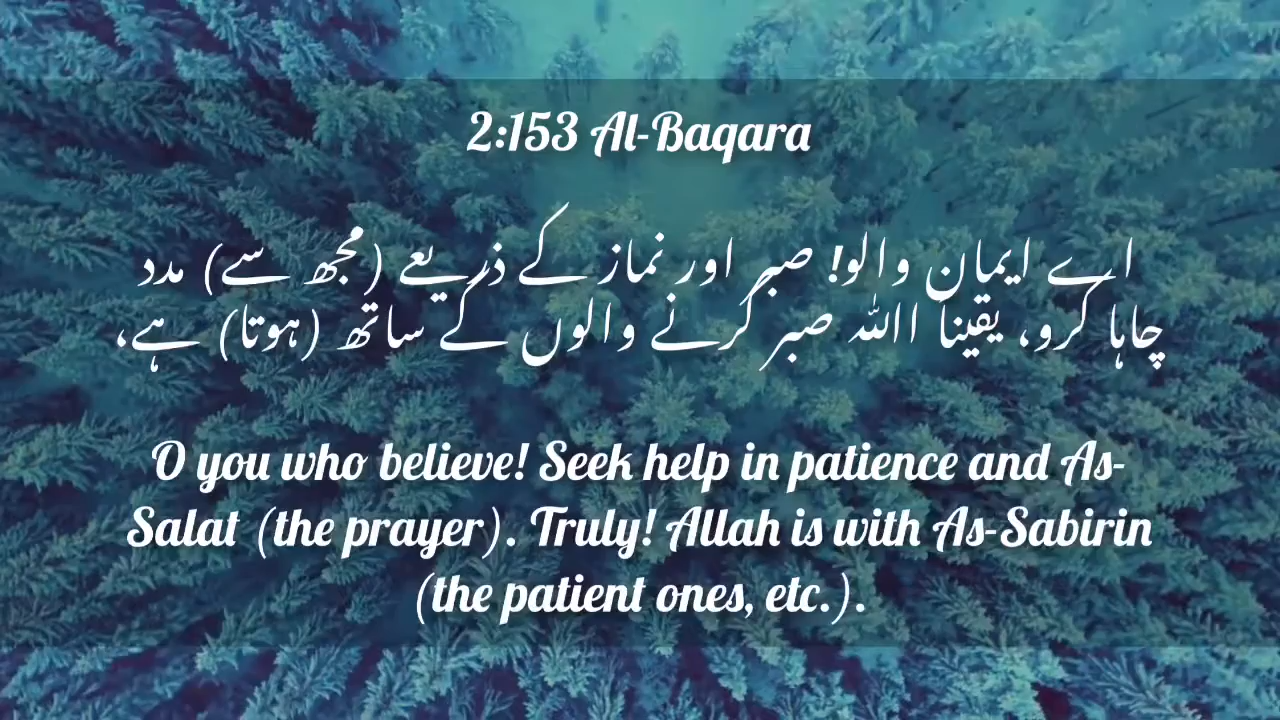 2:153 Al-Baqara
اے ایمان والو! صبر اور نماز کے ذریعے (مجھ سے) مدد
چاہا کرو، یقیناً اﷲ صبر کرنے والوں کے ساتھ (ہوتا) ہے،
O you who believe! Seek help in patience and As-
Salat (the prayer). Truly! Allah is with As-Sabirin
(the patient ones, etc.).